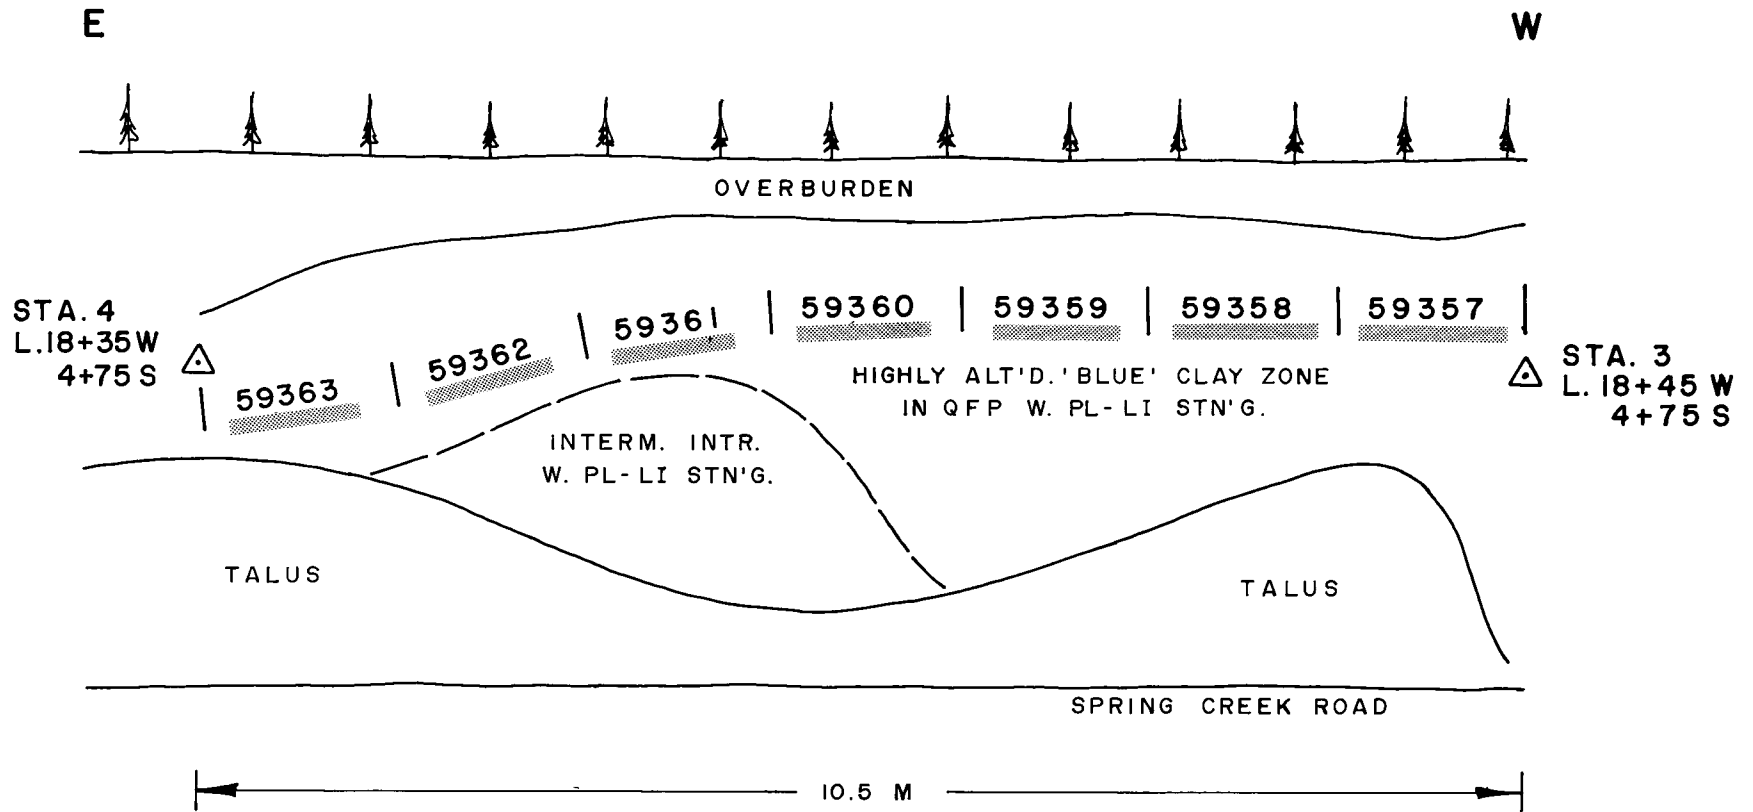 E
W
OVERBURDEN
STA. 4
L.18+35W
4+75 S
59363
59362
59361
59360
59359
59358
59357
STA. 3
L. 18+45 W
4+75 S
HIGHLY ALT'D. 'BLUE' CLAY ZONE
IN QFP W. PL-LI STN'G.
INTERM. INTR.
W. PL-LI STN'G.
TALUS
TALUS
SPRING CREEK ROAD
10.5 M